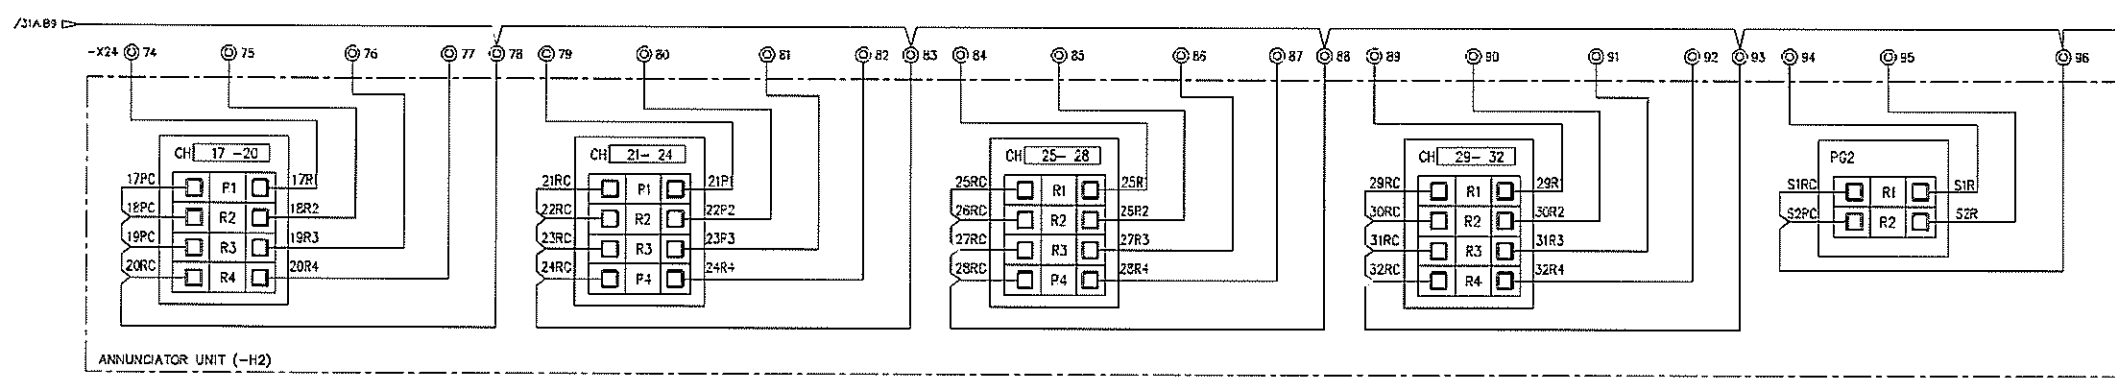 /31A.B9
-X24 74 75 76 77 78 79 80 81 82 83 84 85 86 87 88 89 90 91 92 93 94 95 96
CH 17 -20
17PC P1 17R1
18PC R2 18R2
19PC R3 19R3
20RC R4 20R4
CH 21- 24
21RC P1 21P1
22RC R2 22P2
23RC R3 23P3
24RC P4 24R4
CH 25- 28
25RC R1 25R1
26RC R2 25R2
27RC R3 27R3
28RC P4 28R4
CH 29- 32
29RC R1 29R1
30RC R2 30R2
31RC R3 31R3
32RC R4 32R4
PG2
S1RC R1 S1R
S2RC R2 S2R
ANNUNCIATOR UNIT (-H2)